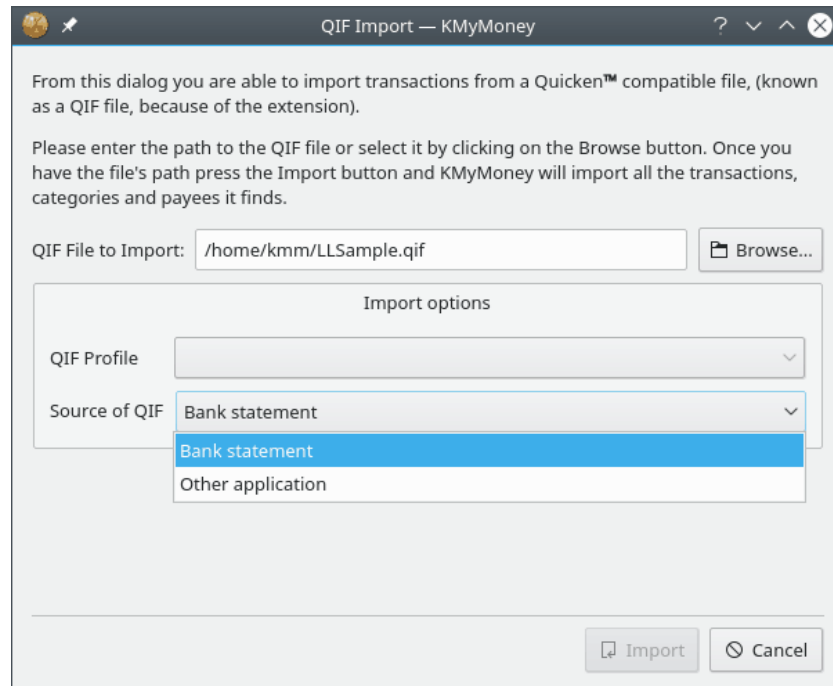 QIF Import — KMyMoney
From this dialog you are able to import transactions from a Quicken™ compatible file, (known
as a QIF file, because of the extension).
Please enter the path to the QIF file or select it by clicking on the Browse button. Once you
have the file's path press the Import button and KMyMoney will import all the transactions,
categories and payees it finds.
QIF File to Import: /home/kmm/LLSample.qif Browse...
Import options
QIF Profile
Source of QIF Bank statement
Bank statement
Other application
Import Cancel